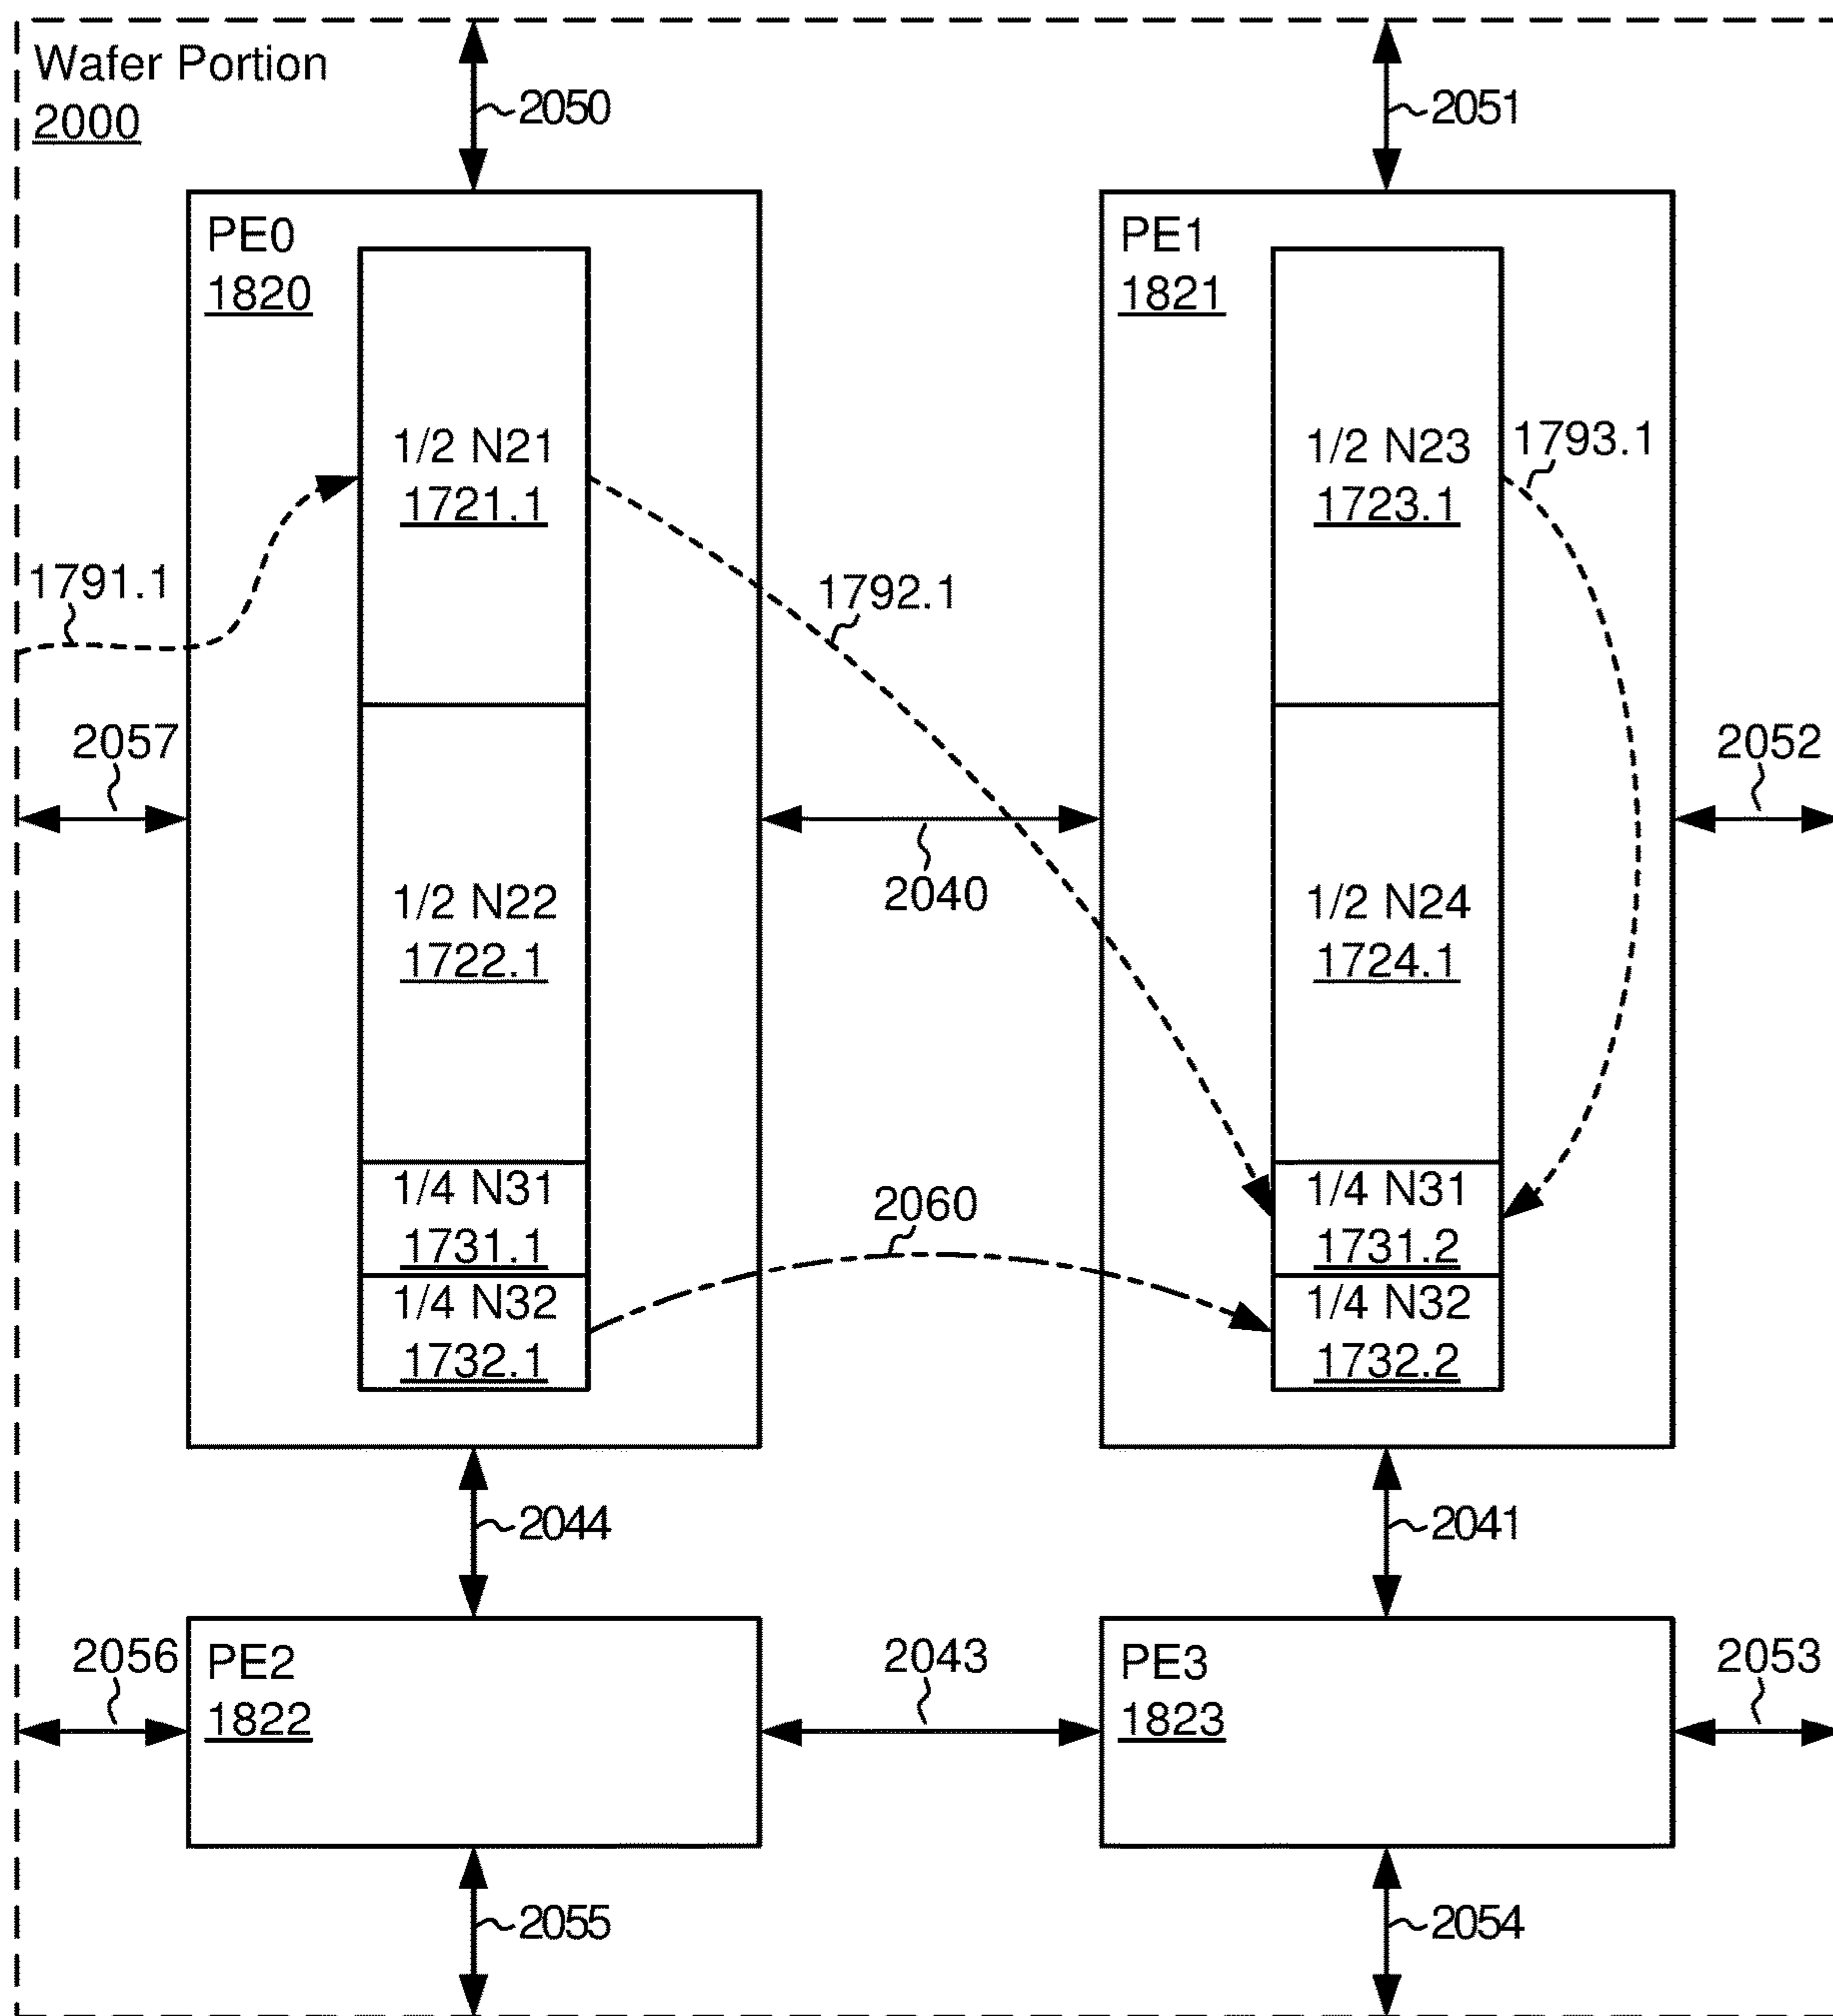 Wafer Portion
2000
2050
2051
PE0
1820
PE1
1821
1/2 N21
1721.1
1/2 N23
1723.1
1793.1
1791.1
1792.1
2057
2052
2040
1/2 N22
1722.1
1/2 N24
1724.1
1/4 N31
1731.1
2060
1/4 N31
1731.2
1/4 N32
1732.1
1/4 N32
1732.2
2044
2041
2056
PE2
1822
2043
PE3
1823
2053
2055
2054